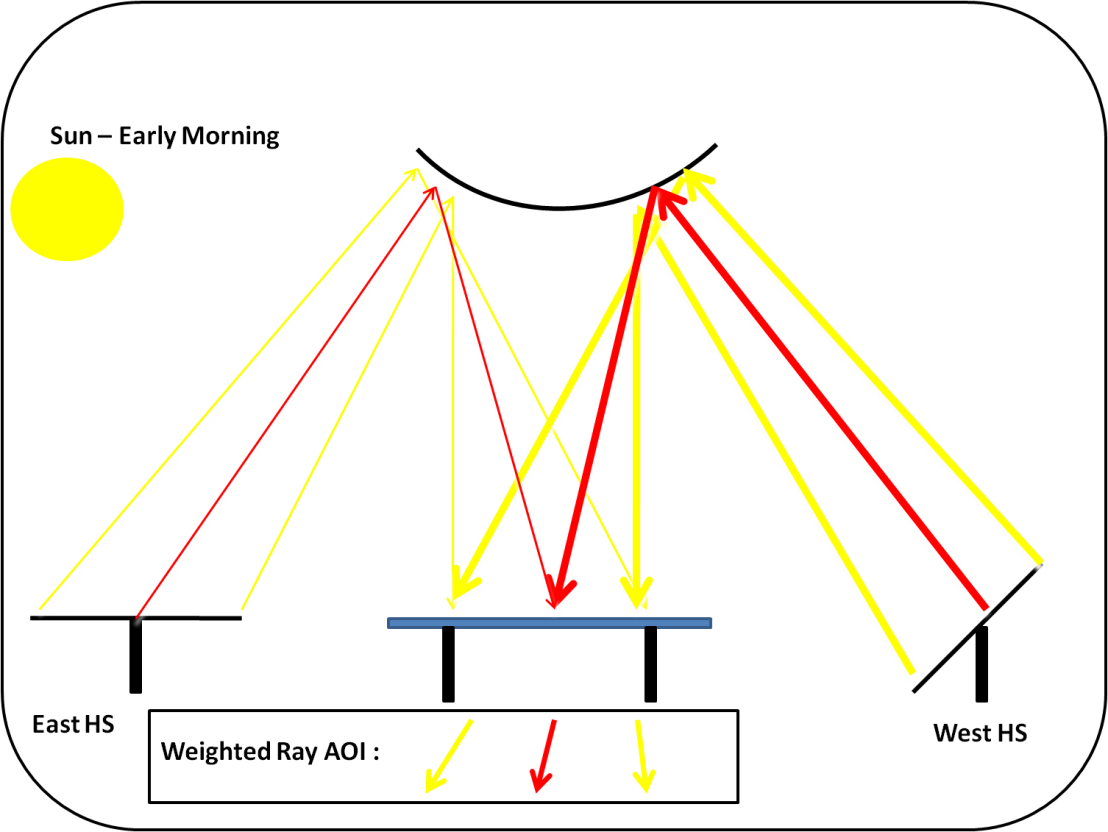 Sun – Early Morning
East HS
West HS
Weighted Ray AOI :